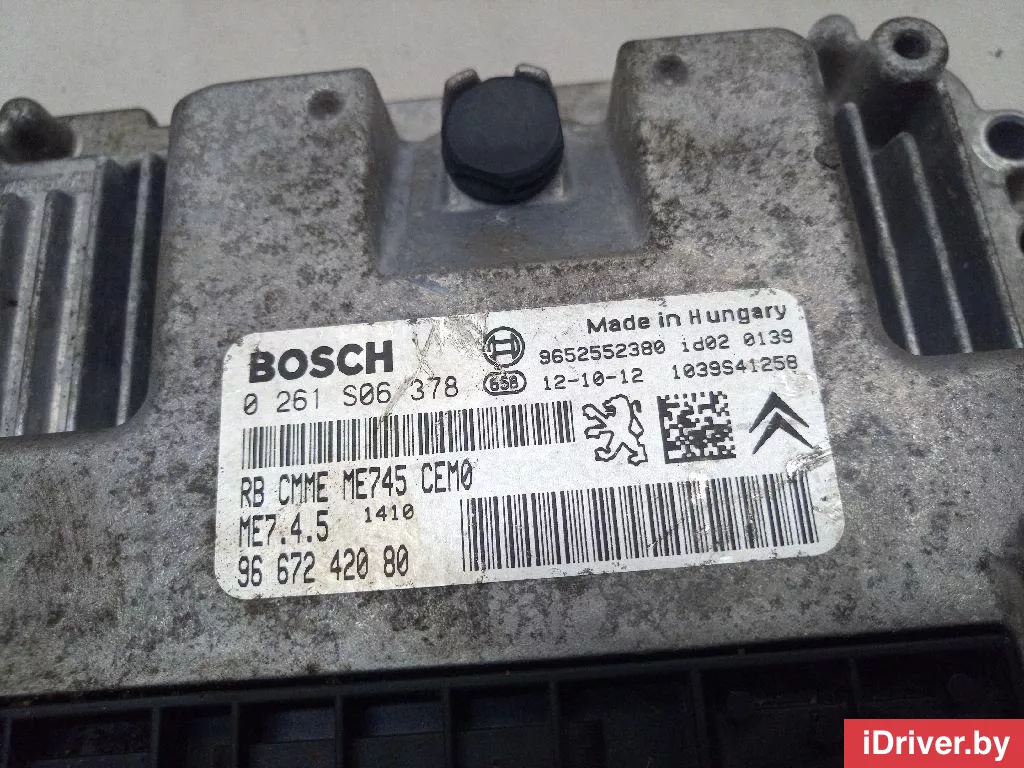 Made in Hungary
BOSCH
9652552380 id02 0139
0 261 S06 378
658 12-10-12 1039S41258
RB CMME ME745 CEM0
ME7.4.5 1410
96 672 420 80
iDriver.by